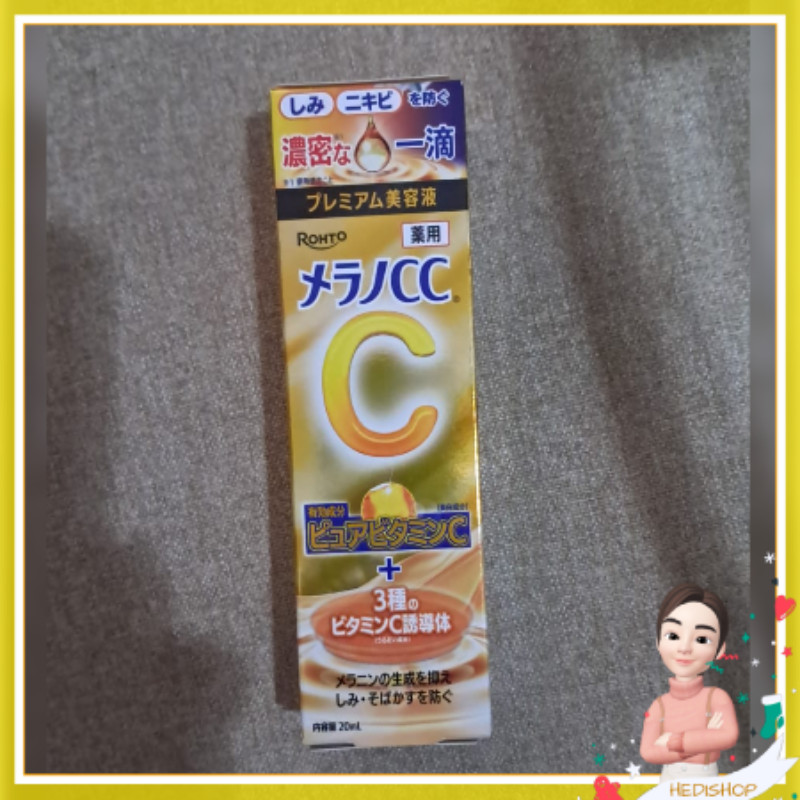 しみ ニキビ を防ぐ
濃密な 一滴
プレミアム美容液
ROHTO 薬用
メラノCC
C
有効成分
ピュアビタミンC
+
3種の
ビタミンC誘導体
メラニンの生成を抑え
しみ・そばかすを防ぐ
内容量 20mL
HEDISHOP